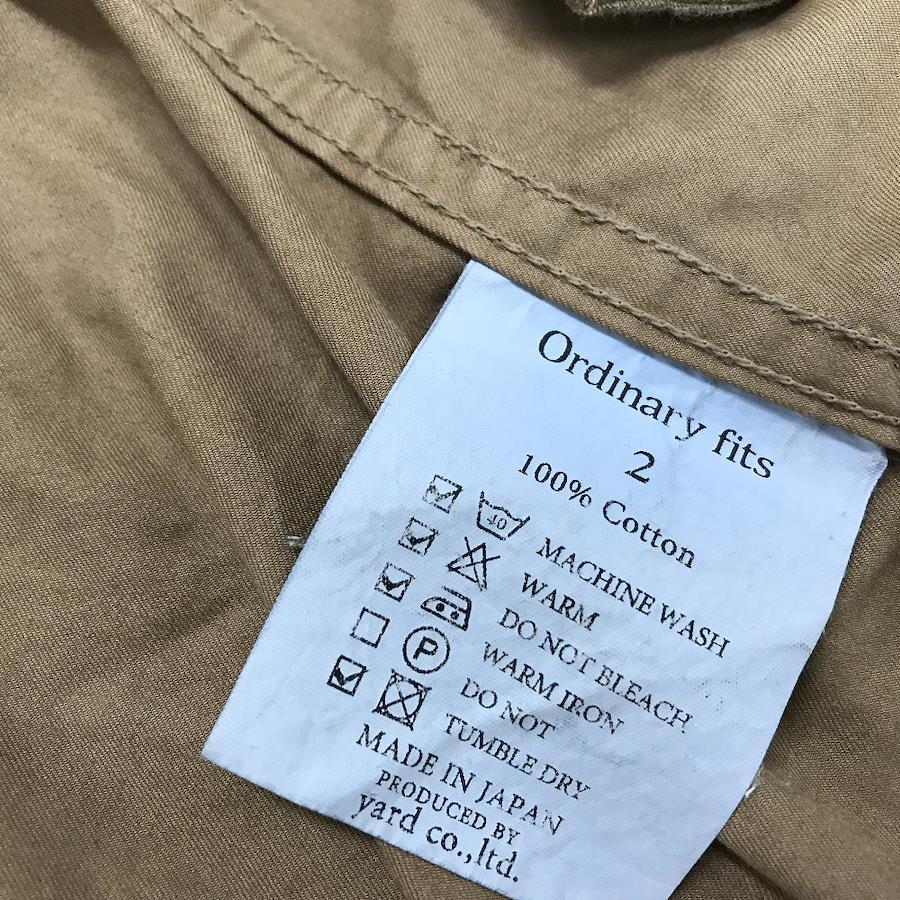 Ordinary fits
2
100% Cotton
40 MACHINE WASH
WARM
DO NOT BLEACH
WARM IRON
P
DO NOT
TUMBLE DRY
MADE IN JAPAN
PRODUCED BY
yard co.,ltd.